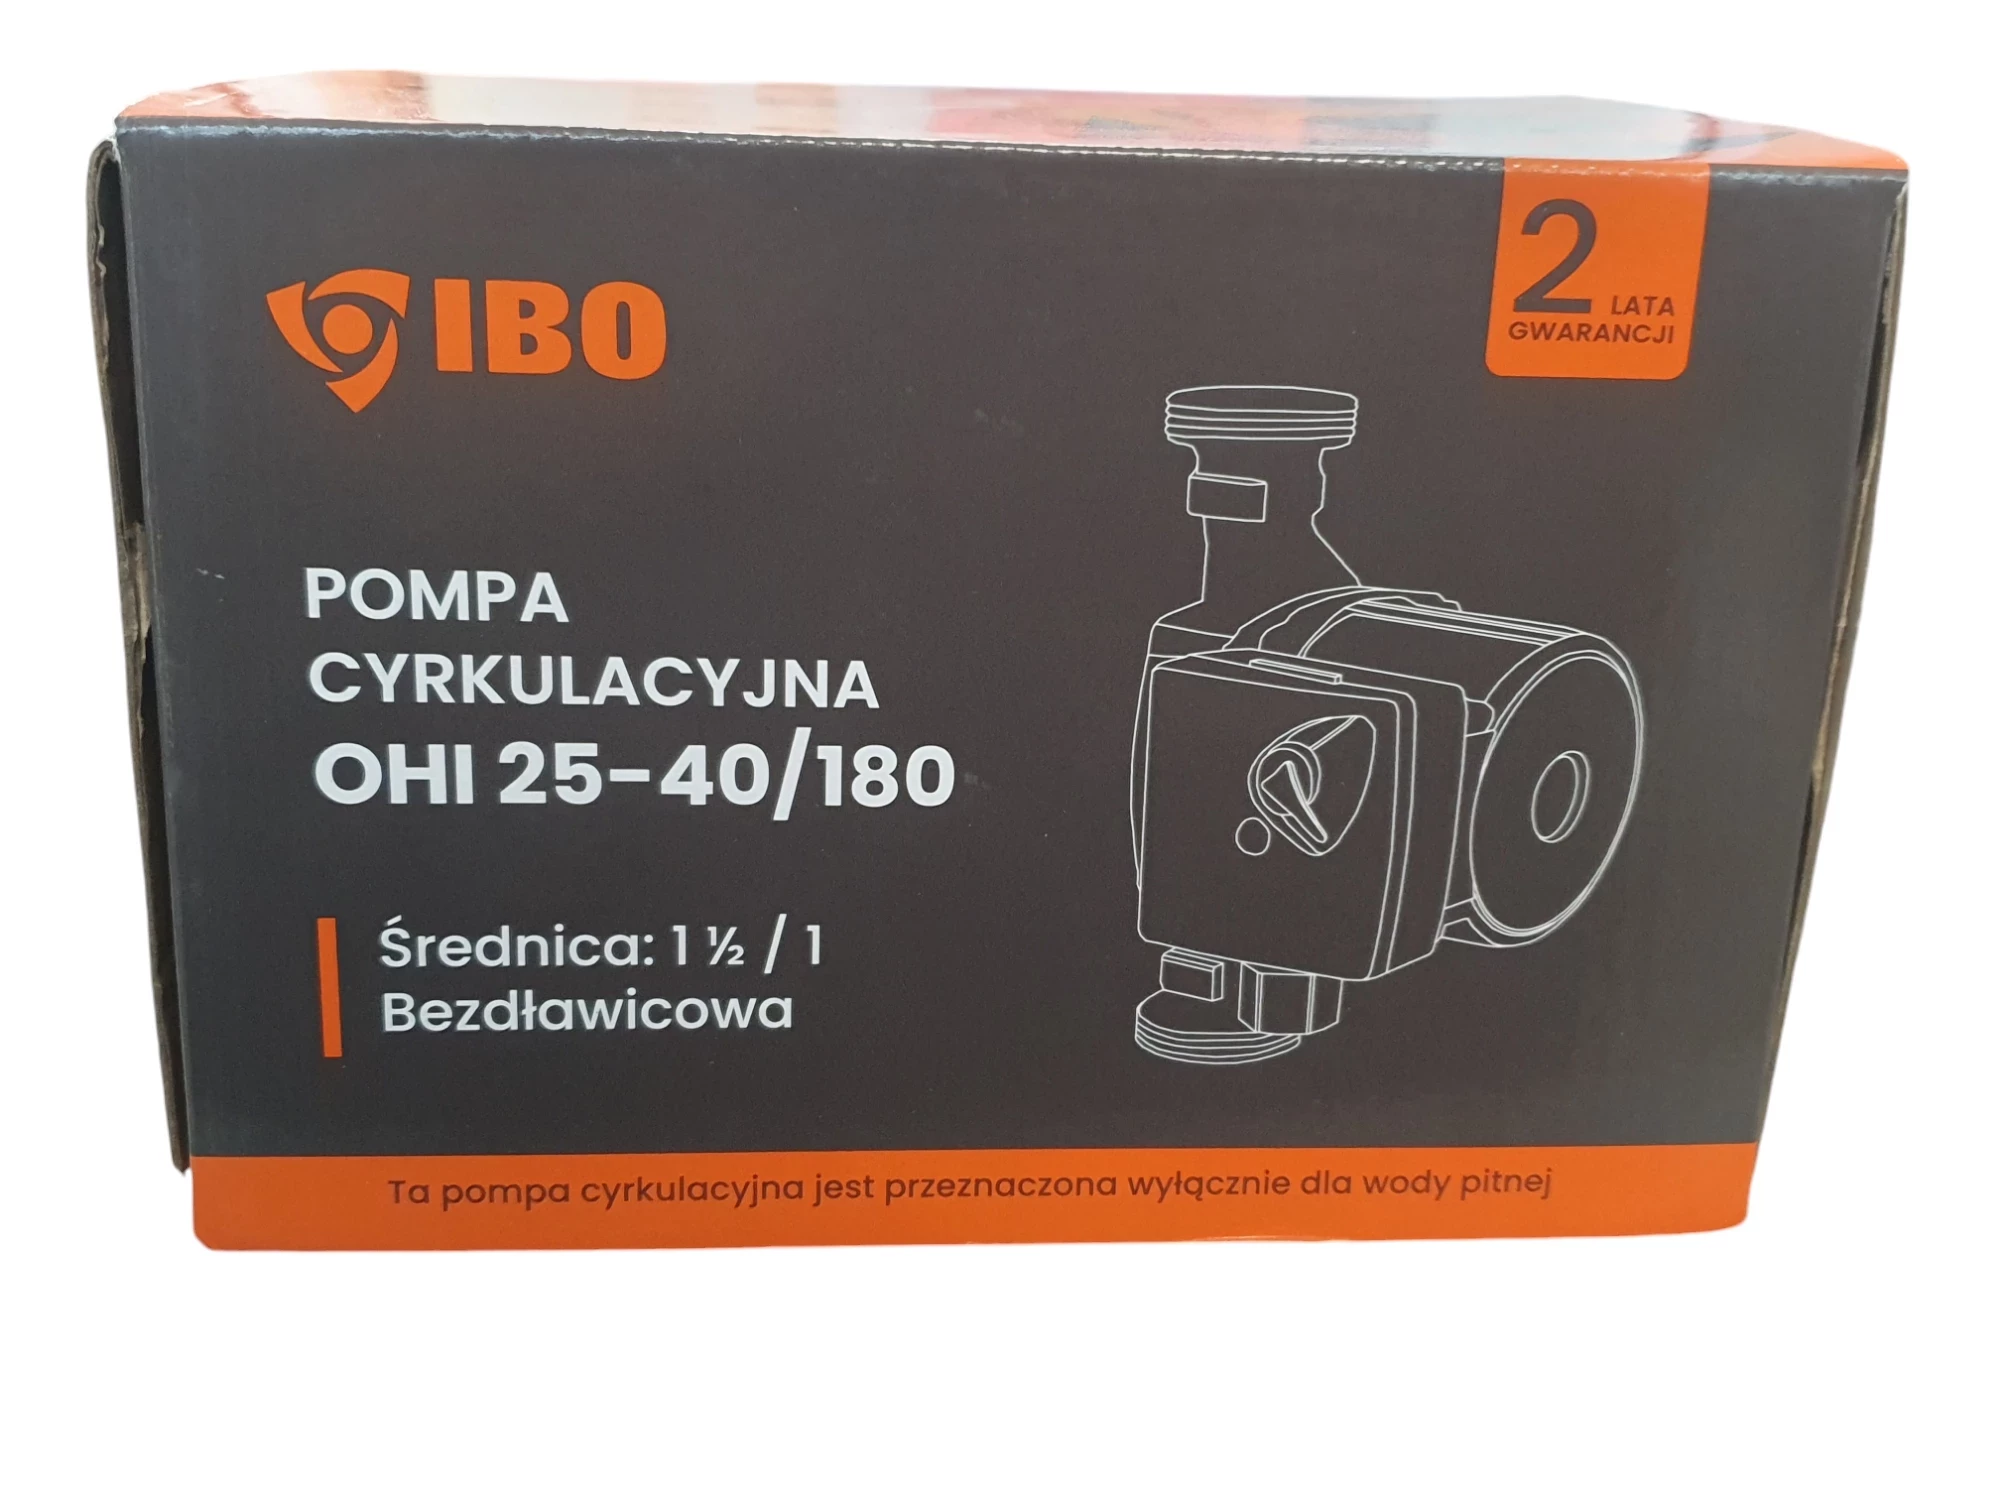 IBO
2
LATA
GWARANCJI
POMPA
CYRKULACYJNA
OHI 25-40/180
Średnica: 1 ½ / 1
Bezdławicowa
Ta pompa cyrkulacyjna jest przeznaczona wyłącznie dla wody pitnej